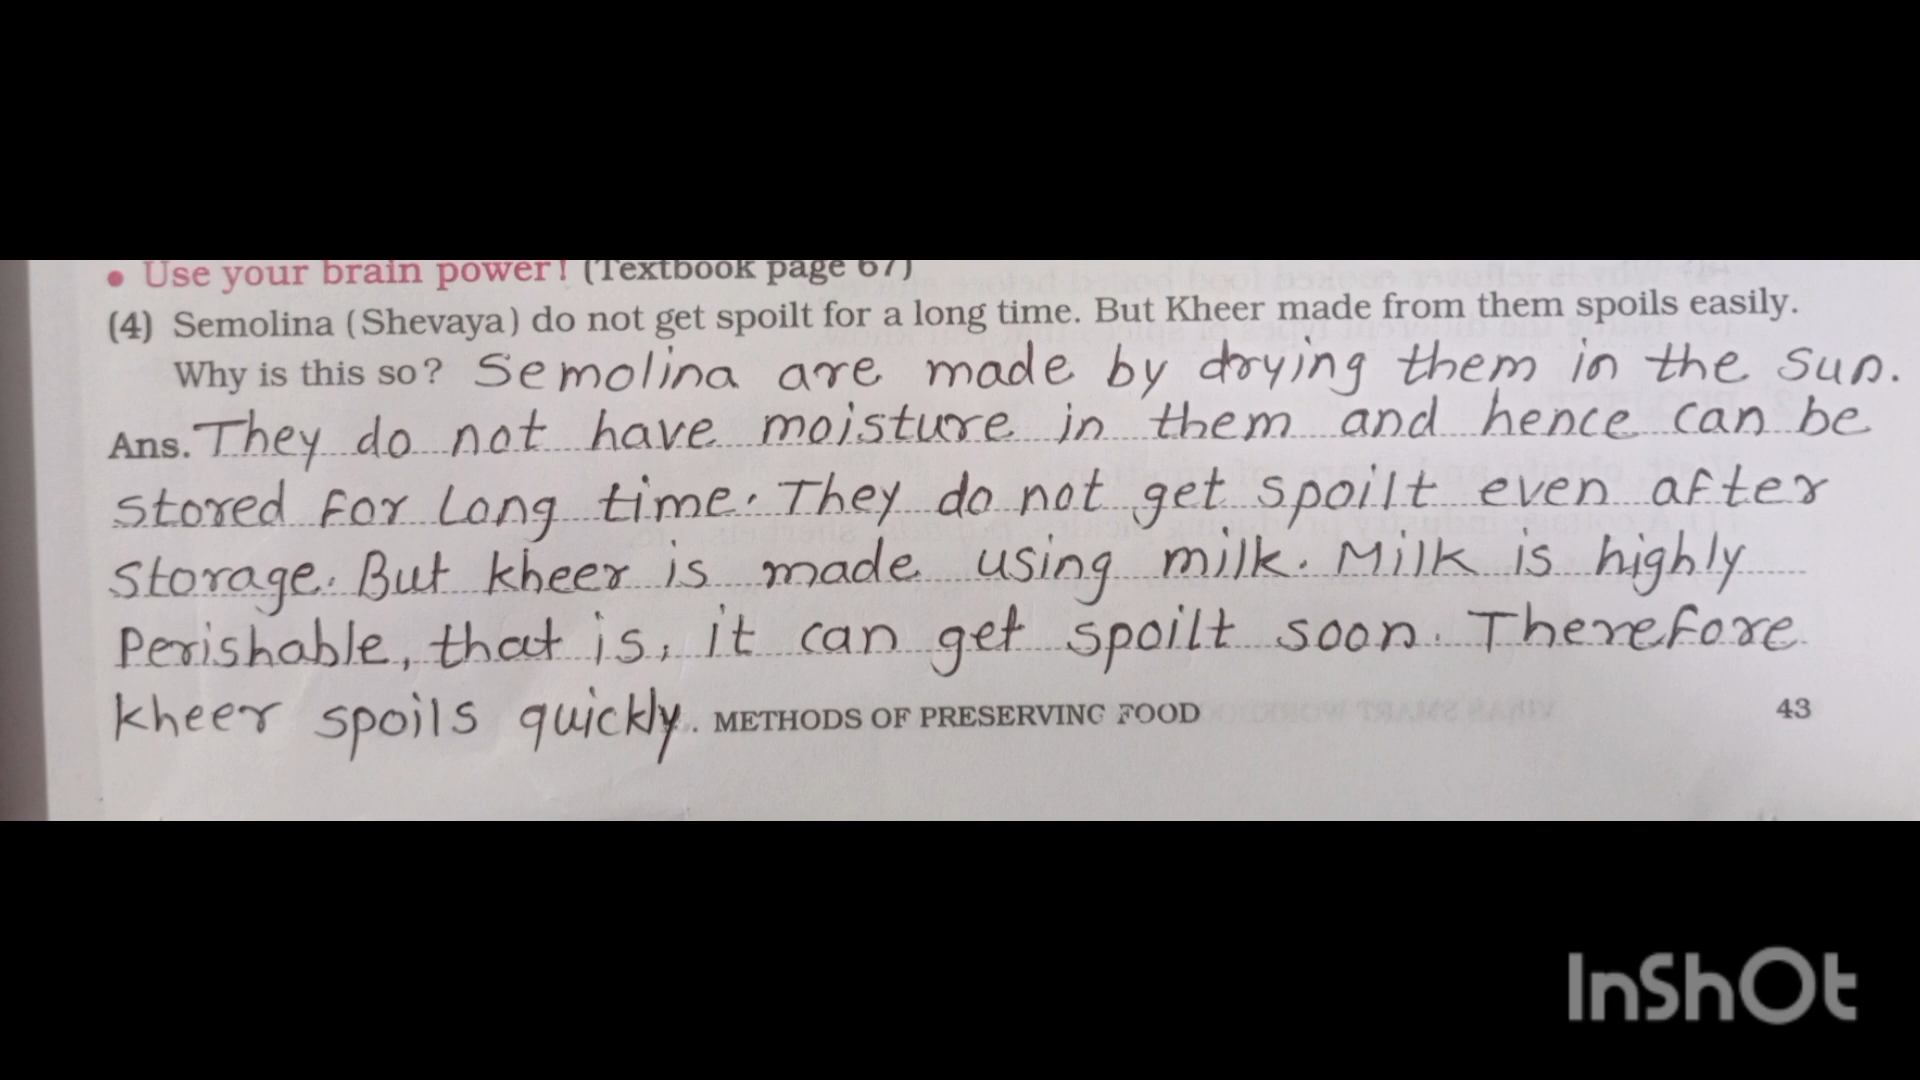 • Use your brain power! (Textbook page 67)
(4) Semolina (Shevaya) do not get spoilt for a long time. But Kheer made from them spoils easily.
Why is this so? Semolina are made by drying them in the sun.
Ans. They do not have moisture in them and hence can be
stored for long time. They do not get spoilt even after
storage. But kheer is made using milk. Milk is highly
Perishable, that is, it can get spoilt soon. Therefore
kheer spoils quickly. METHODS OF PRESERVING FOOD 43
InShOt